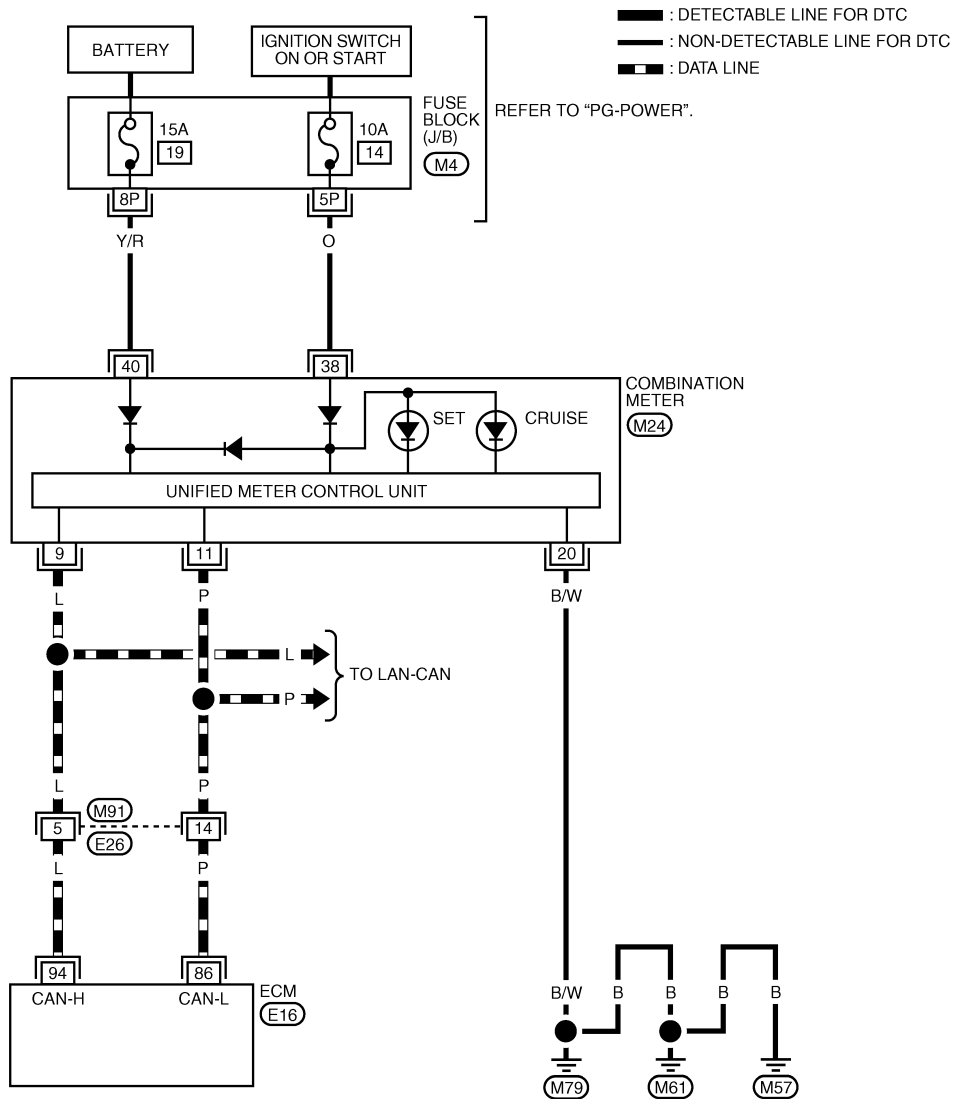 : DETECTABLE LINE FOR DTC
: NON-DETECTABLE LINE FOR DTC
: DATA LINE
BATTERY
IGNITION SWITCH
ON OR START
FUSE
BLOCK
(J/B)
M4
REFER TO “PG-POWER”.
15A
19
10A
14
8P
5P
Y/R
O
40
38
COMBINATION
METER
M24
SET
CRUISE
UNIFIED METER CONTROL UNIT
9
11
20
L
P
B/W
L
P
TO LAN-CAN
L
P
5
M91
E26
14
L
P
94
86
CAN-H
CAN-L
ECM
E16
B/W
B
B
B
B
M79
M61
M57